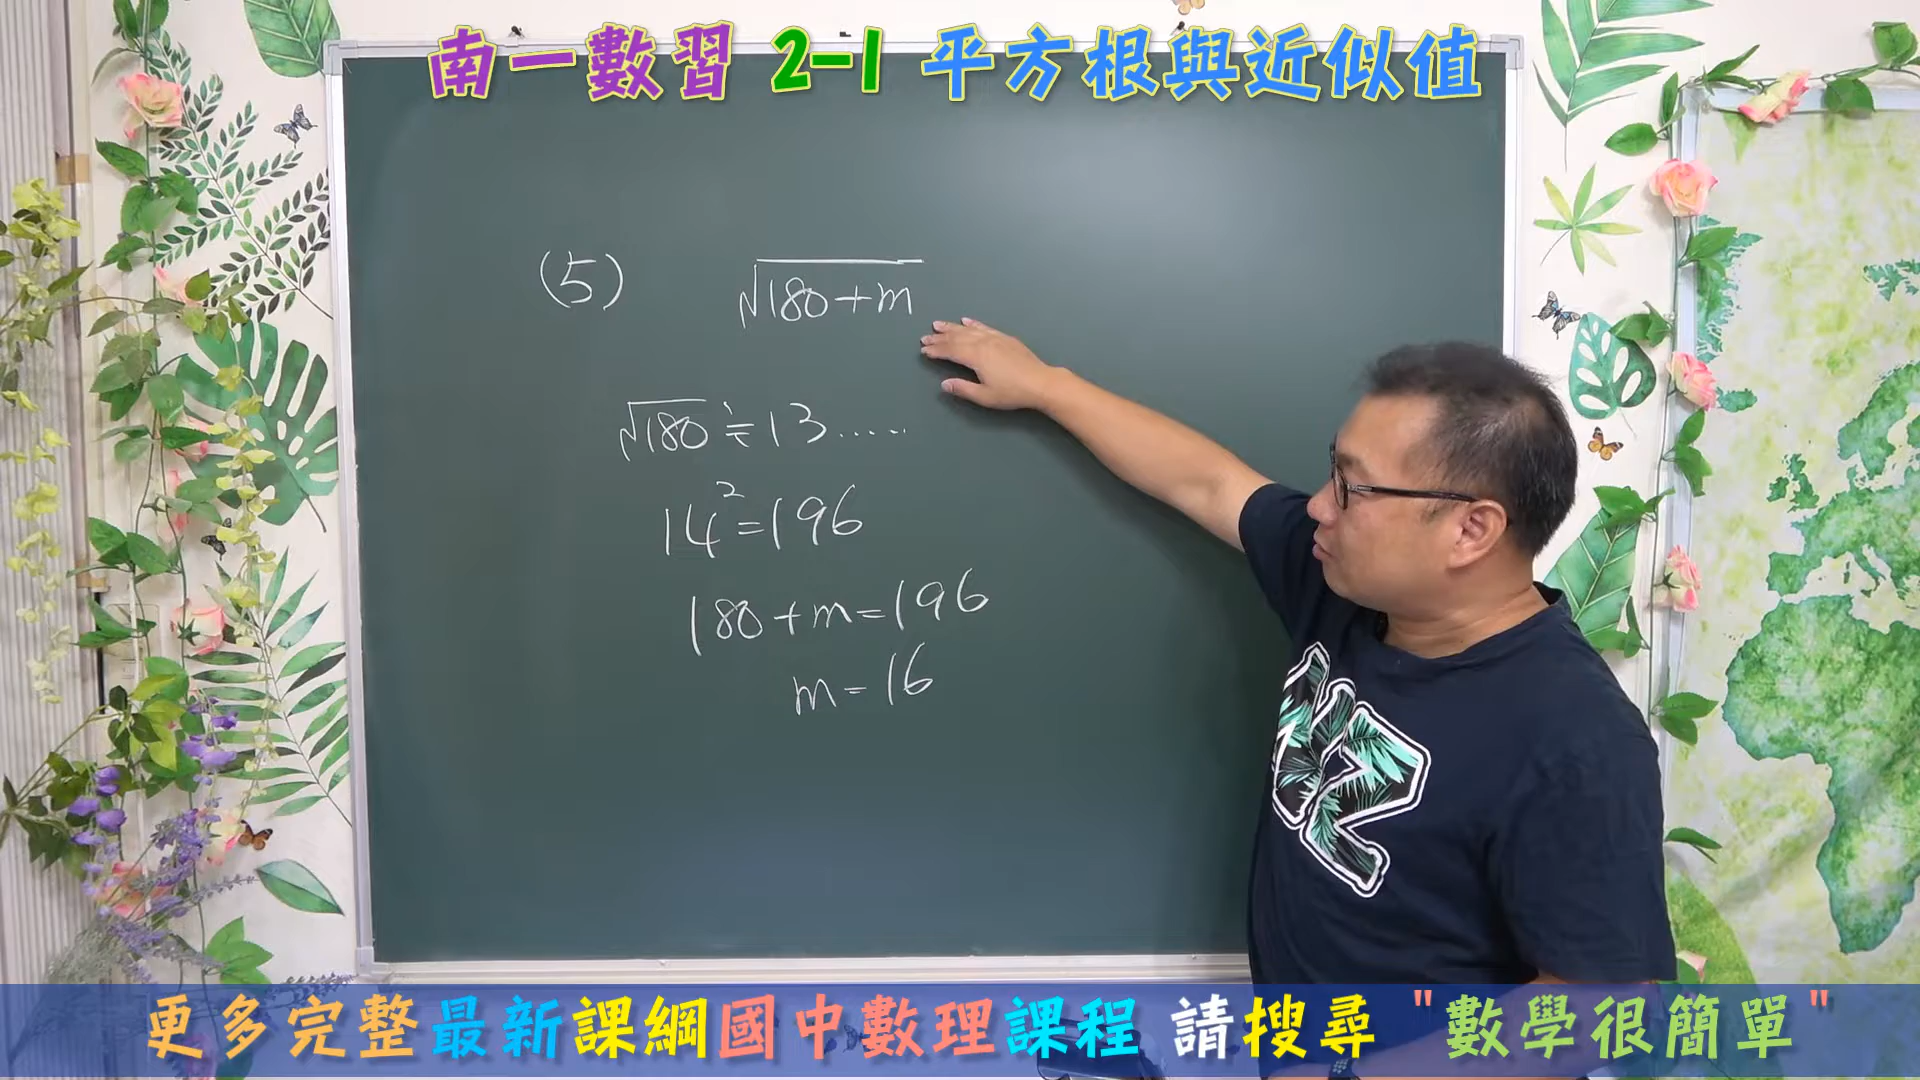 南一數習 2-1 平方根與近似值
(5) √180+m
√180 ≒ 13.....
14²=196
180+m=196
m=16
更多完整最新課綱國中數理課程 請搜尋 "數學很簡單"